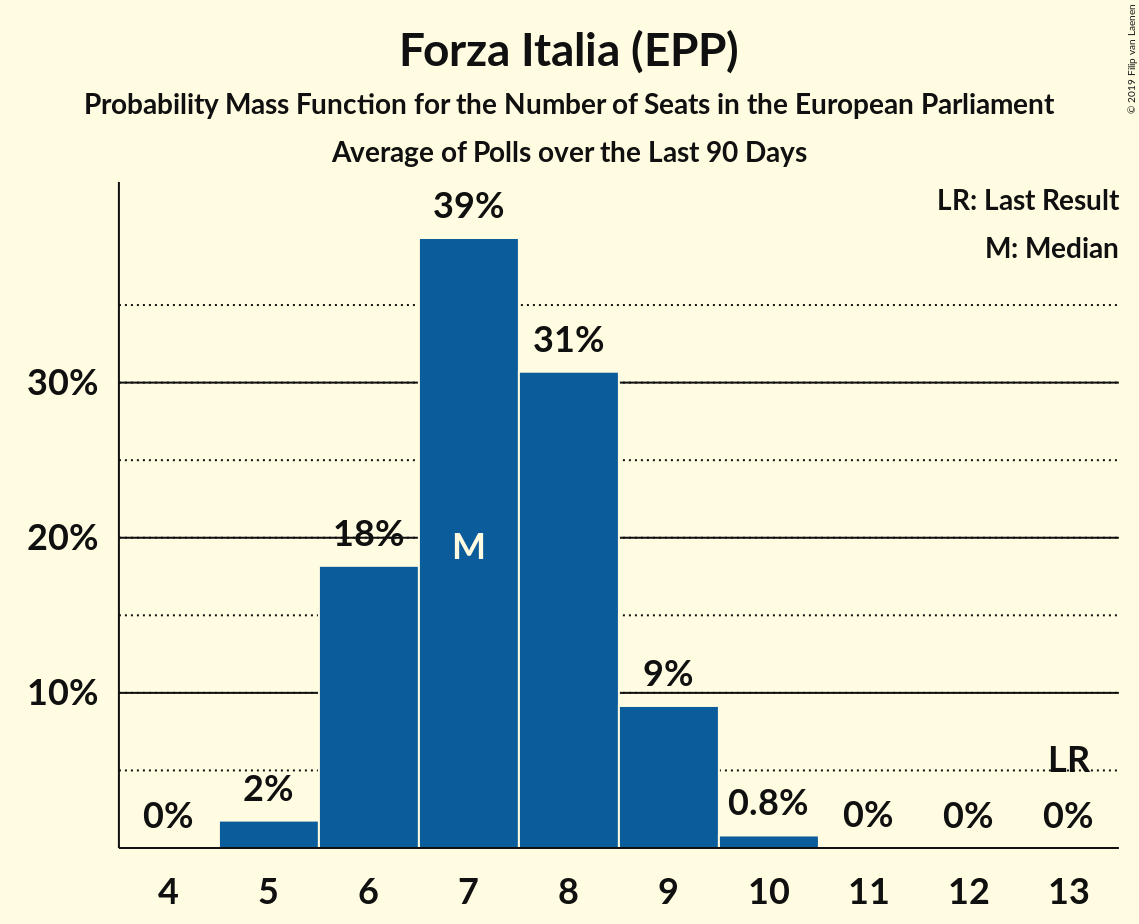 Forza Italia (EPP)
Probability Mass Function for the Number of Seats in the European Parliament
Average of Polls over the Last 90 Days
© 2019 Filip van Laenen
LR: Last Result
M: Median
39%
31%
30%
18%
20%
M
9%
10%
LR
2%
0.8%
0%
0%
0%
0%
4 5 6 7 8 9 10 11 12 13